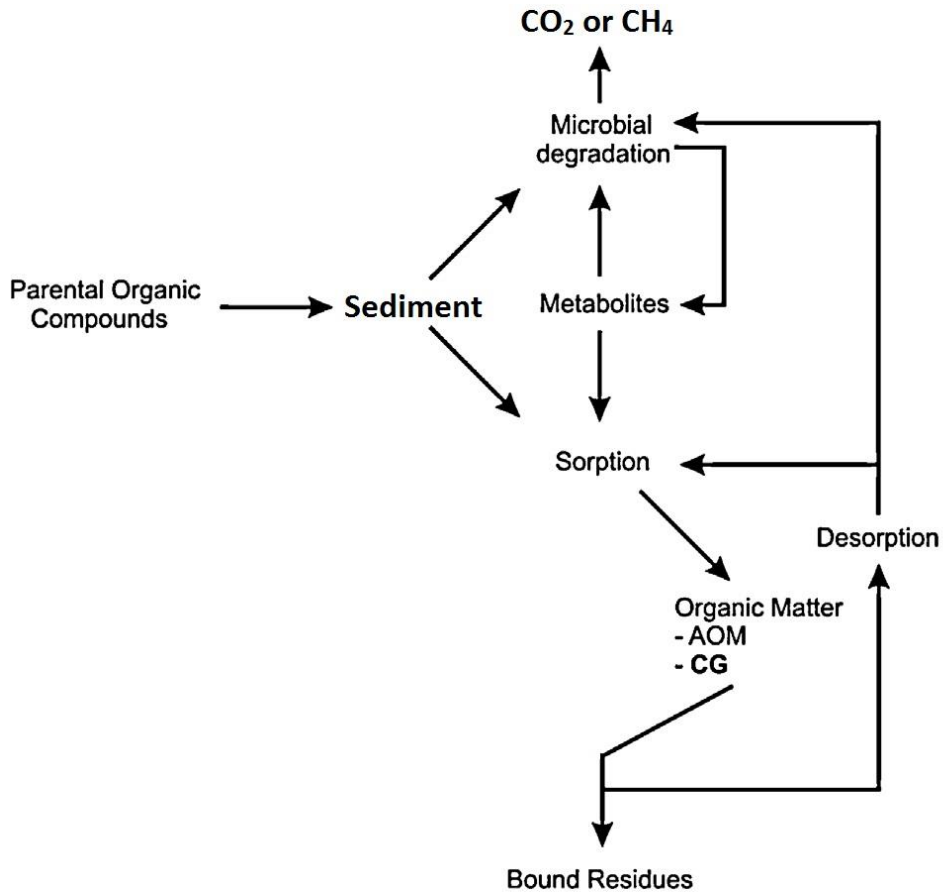 CO₂ or CH₄
Microbial
degradation
Parental Organic
Compounds
Sediment
Metabolites
Sorption
Desorption
Organic Matter
- AOM
- CG
Bound Residues